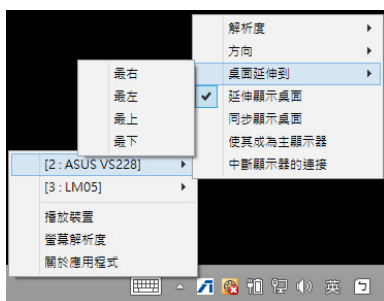 解析度
方向
桌面延伸到
延伸顯示桌面
同步顯示桌面
使其成為主顯示器
中斷顯示器的連接
最右
最左
最上
最下
[2 : ASUS VS228]
[3 : LM05]
播放裝置
螢幕解析度
關於應用程式
英